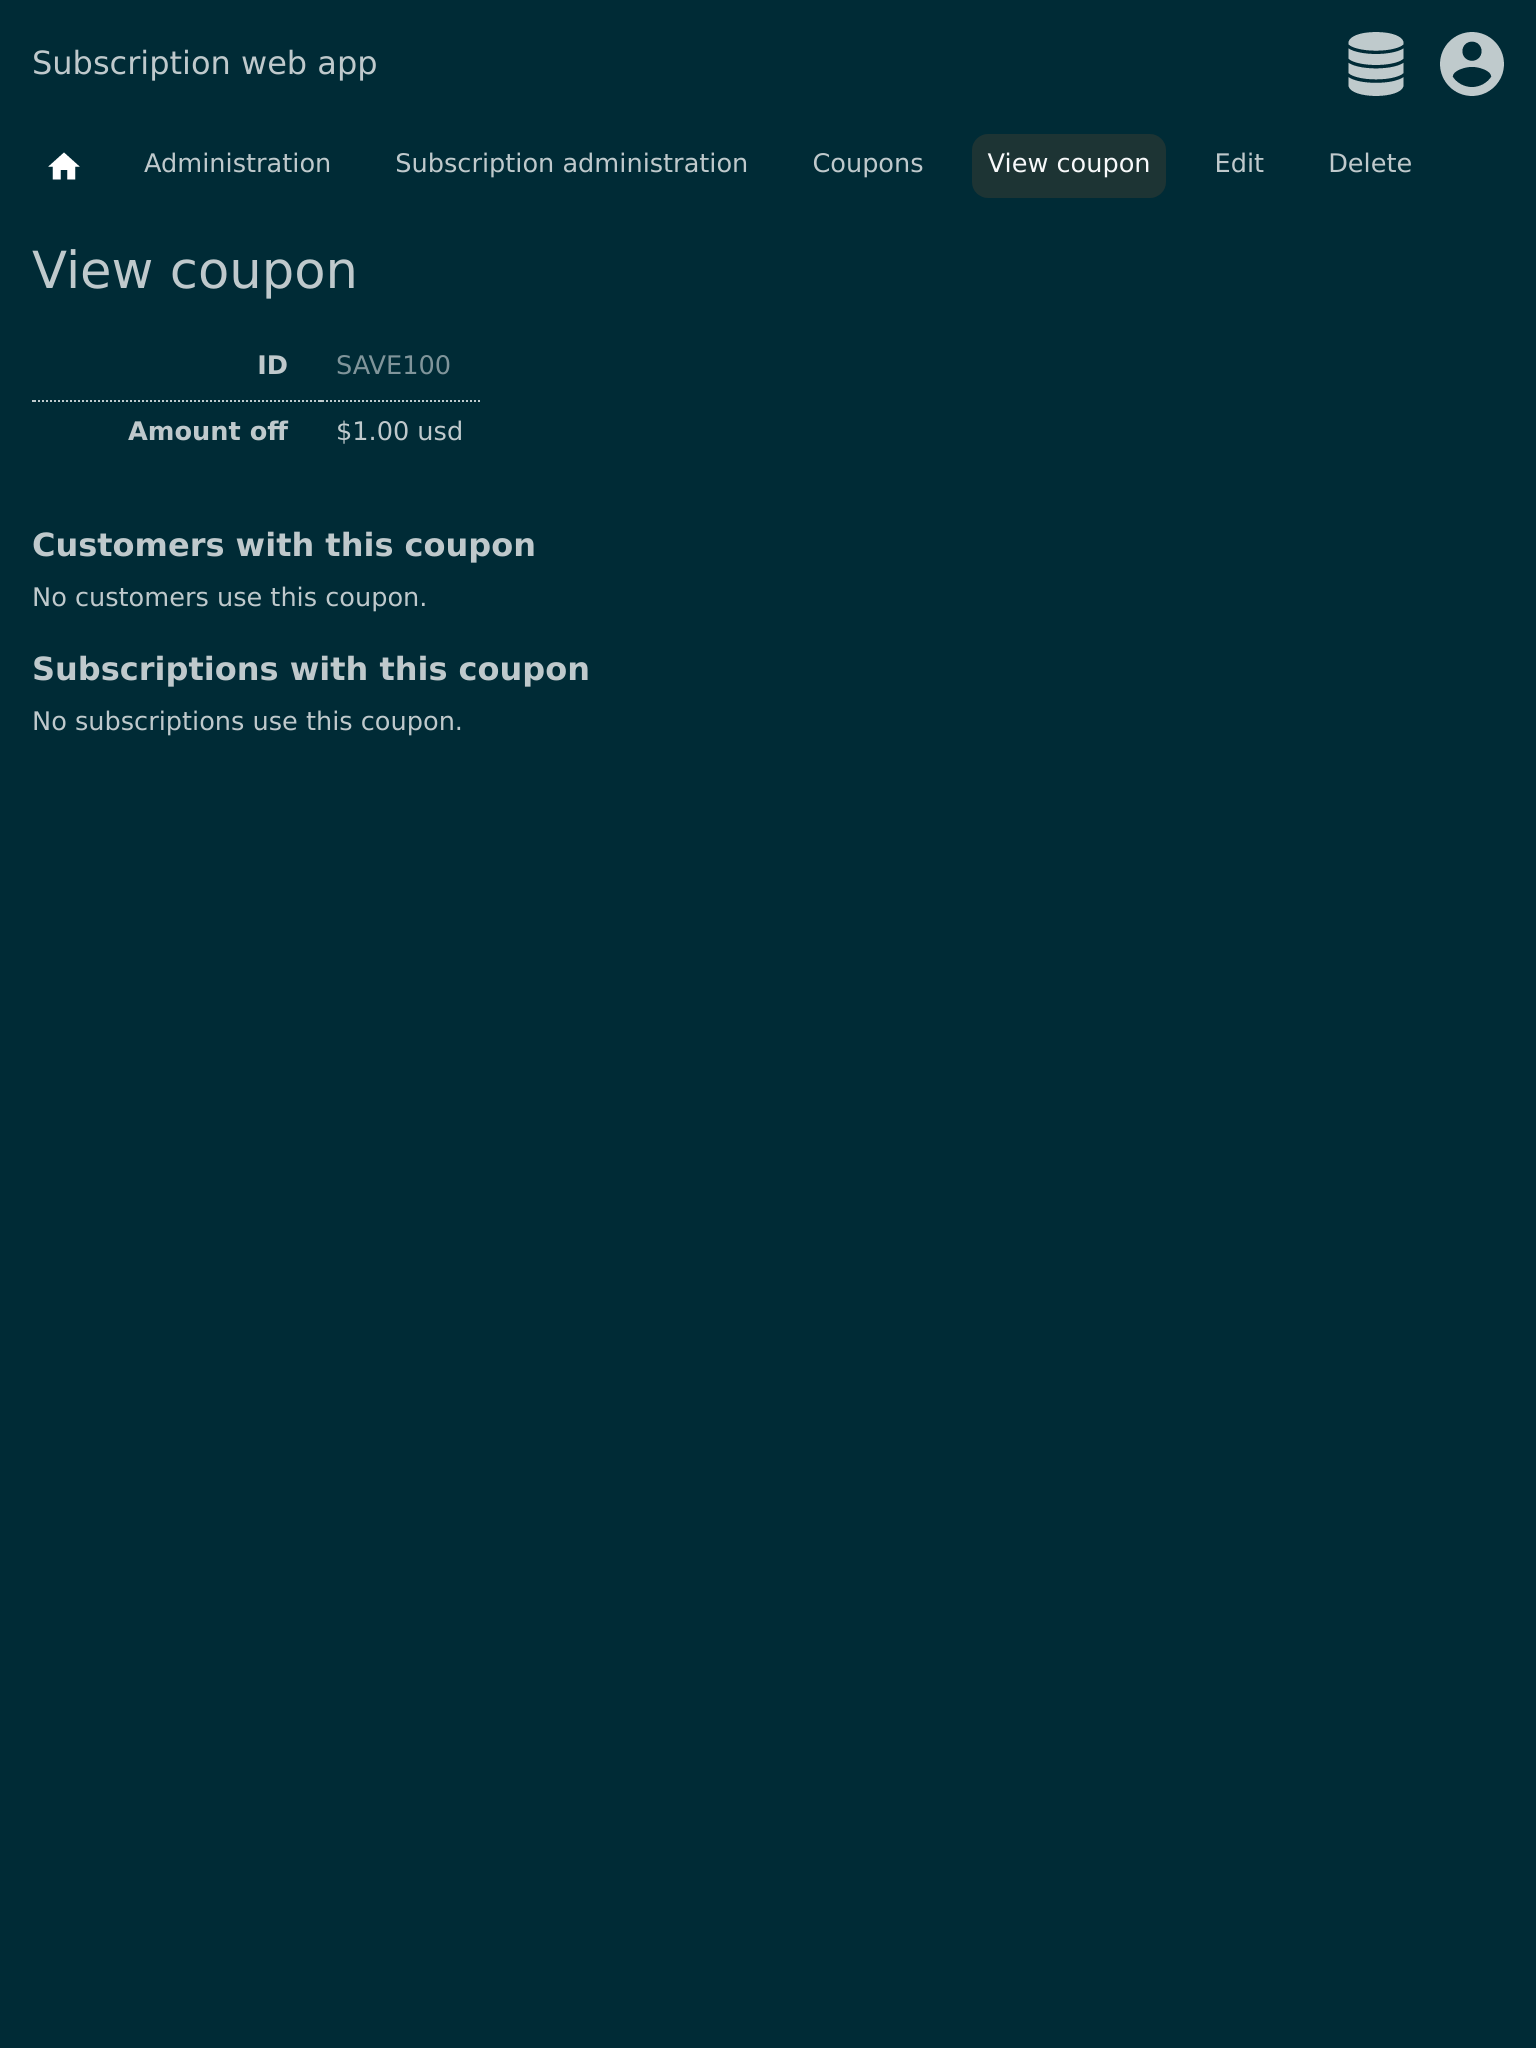 Subscription web app
Administration Subscription administration Coupons View coupon Edit Delete
View coupon
ID SAVE100
Amount off $1.00 usd
Customers with this coupon
No customers use this coupon.
Subscriptions with this coupon
No subscriptions use this coupon.